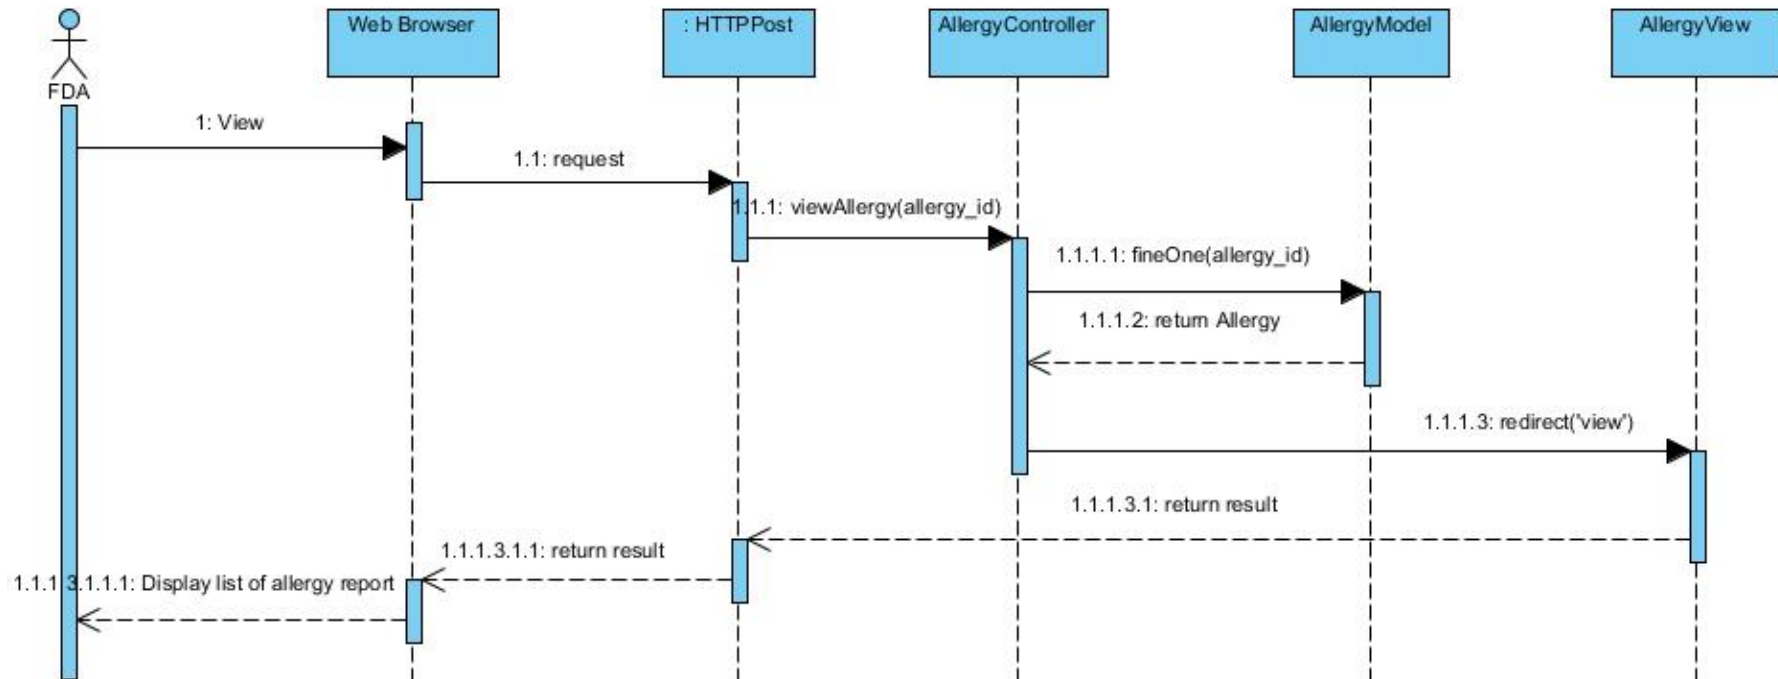 Web Browser
: HTTPPost
AllergyController
AllergyModel
AllergyView
FDA
1: View
1.1: request
1.1.1: viewAllergy(allergy_id)
1.1.1.1: fineOne(allergy_id)
1.1.1.2: return Allergy
1.1.1.3: redirect("view")
1.1.1.3.1: return result
1.1.1.3.1.1: return result
1.1.1.3.1.1.1: Display list of allergy report